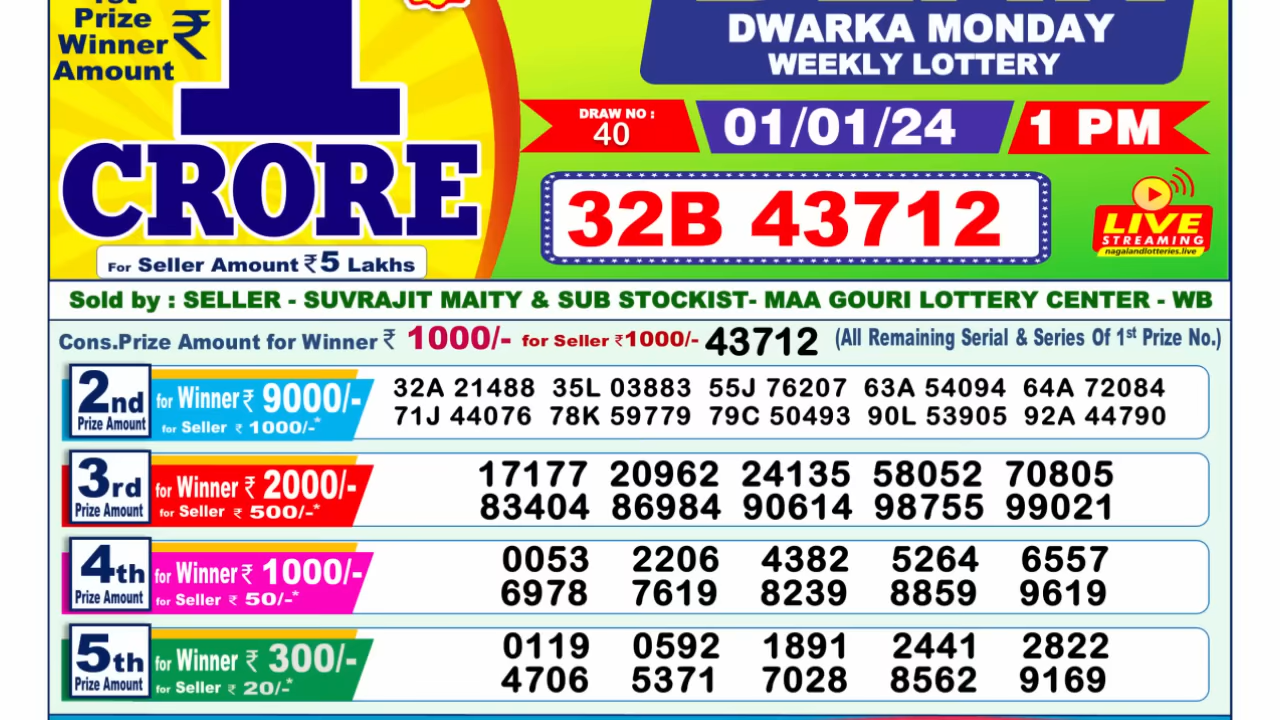 Prize
Winner ₹
Amount
1
CRORE
For Seller Amount ₹5 Lakhs
DWARKA MONDAY
WEEKLY LOTTERY
DRAW NO :
40
01/01/24
1 PM
32B 43712
LIVE
STREAMING
nagalandlotteries.live
Sold by : SELLER - SUVRAJIT MAITY & SUB STOCKIST- MAA GOURI LOTTERY CENTER - WB
Cons.Prize Amount for Winner ₹ 1000/- for Seller ₹1000/- 43712 (All Remaining Serial & Series Of 1st Prize No.)
2nd
Prize Amount
for Winner ₹ 9000/-
for Seller ₹ 1000/-*
32A 21488 35L 03883 55J 76207 63A 54094 64A 72084
71J 44076 78K 59779 79C 50493 90L 53905 92A 44790
3rd
Prize Amount
for Winner ₹ 2000/-
for Seller ₹ 500/-*
17177 20962 24135 58052 70805
83404 86984 90614 98755 99021
4th
Prize Amount
for Winner ₹ 1000/-
for Seller ₹ 50/-*
0053 2206 4382 5264 6557
6978 7619 8239 8859 9619
5th
Prize Amount
for Winner ₹ 300/-
for Seller ₹ 20/-*
0119 0592 1891 2441 2822
4706 5371 7028 8562 9169